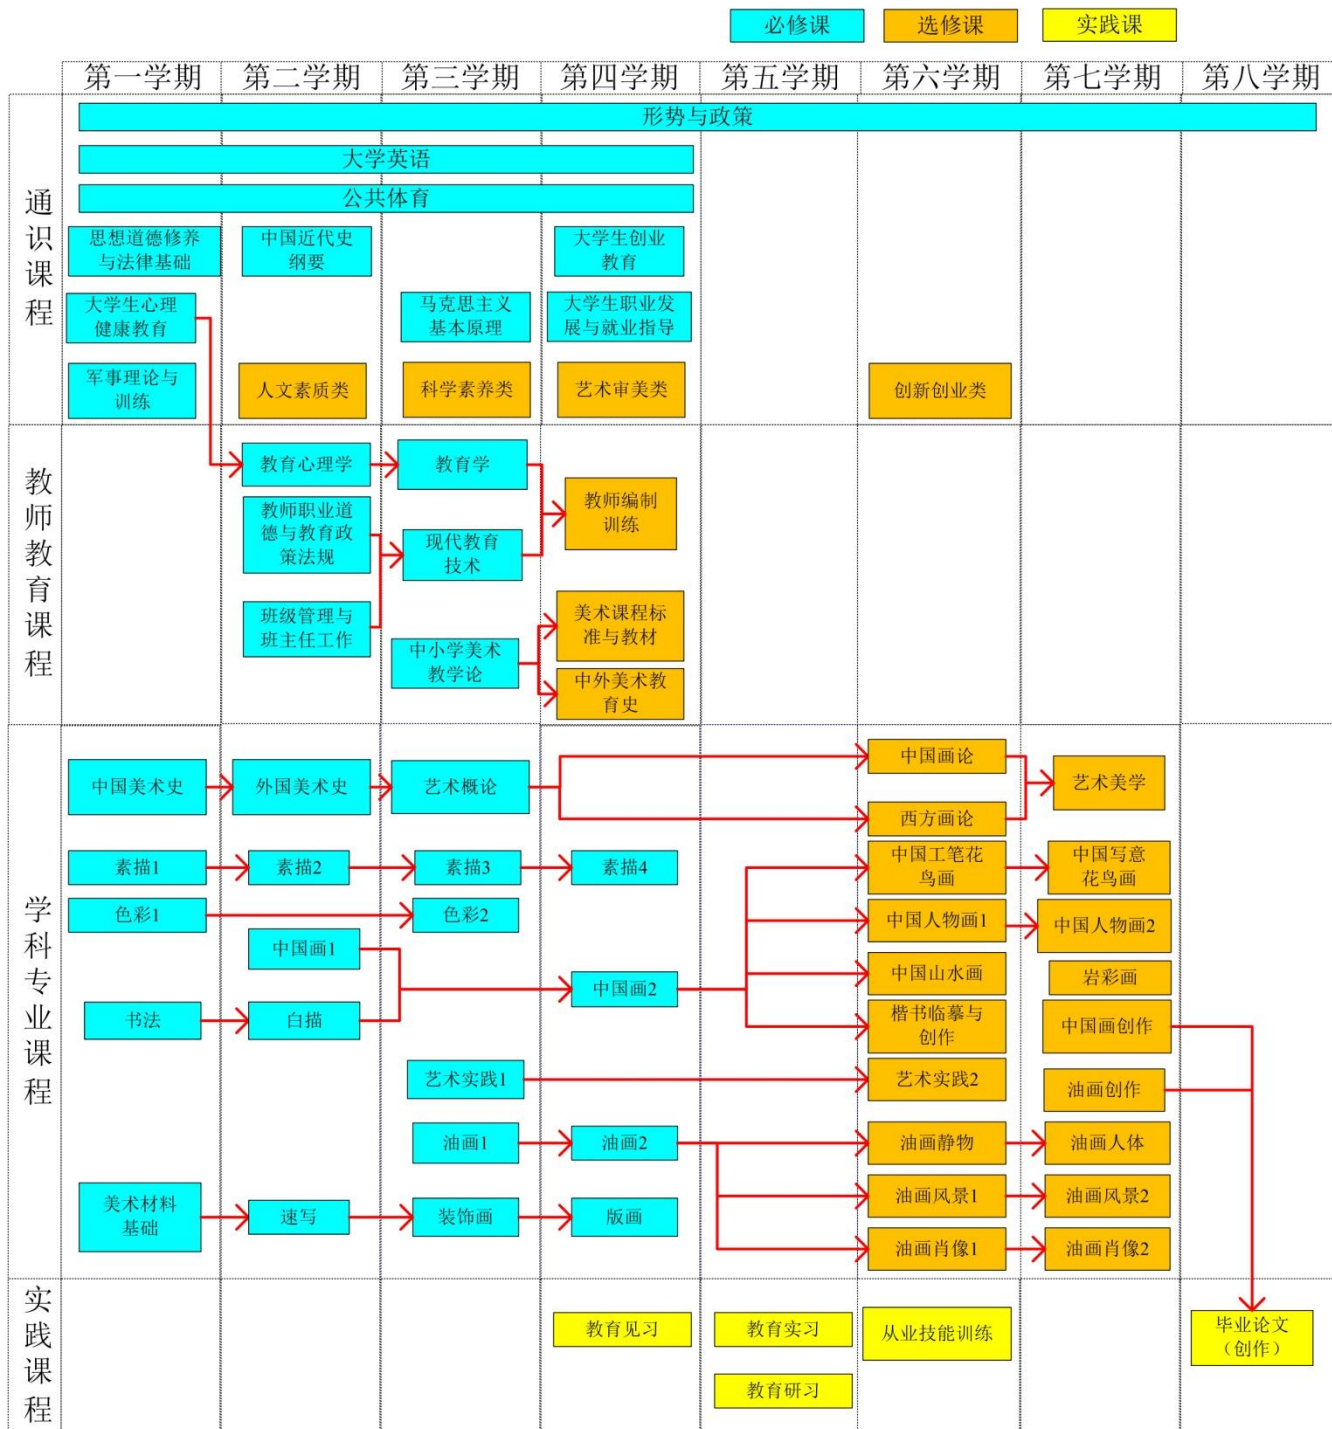 必修课
选修课
实践课
第一学期
第二学期
第三学期
第四学期
第五学期
第六学期
第七学期
第八学期
通识课程
形势与政策
大学英语
公共体育
思想道德修养
与法律基础
中国近代史
纲要
大学生创业
教育
大学生心理
健康教育
马克思主义
基本原理
大学生职业发
展与就业指导
军事理论与
训练
人文素质类
科学素养类
艺术审美类
创新创业类
教师教育课程
教育心理学
教育学
教师编制
训练
教师职业道
德与教育政
策法规
现代教育
技术
班级管理与
班主任工作
中小学美术
教学论
美术课程标
准与教材
中外美术教
育史
学科专业课程
中国美术史
外国美术史
艺术概论
中国画论
西方画论
艺术美学
素描1
素描2
素描3
素描4
中国工笔花
鸟画
中国写意
花鸟画
色彩1
色彩2
中国人物画1
中国人物画2
中国画1
中国画2
中国山水画
岩彩画
书法
白描
楷书临摹与
创作
中国画创作
艺术实践1
艺术实践2
油画创作
油画1
油画2
油画静物
油画人体
油画风景1
油画风景2
美术材料
基础
速写
装饰画
版画
油画肖像1
油画肖像2
实践课程
教育见习
教育实习
从业技能训练
毕业论文
（创作）
教育研习